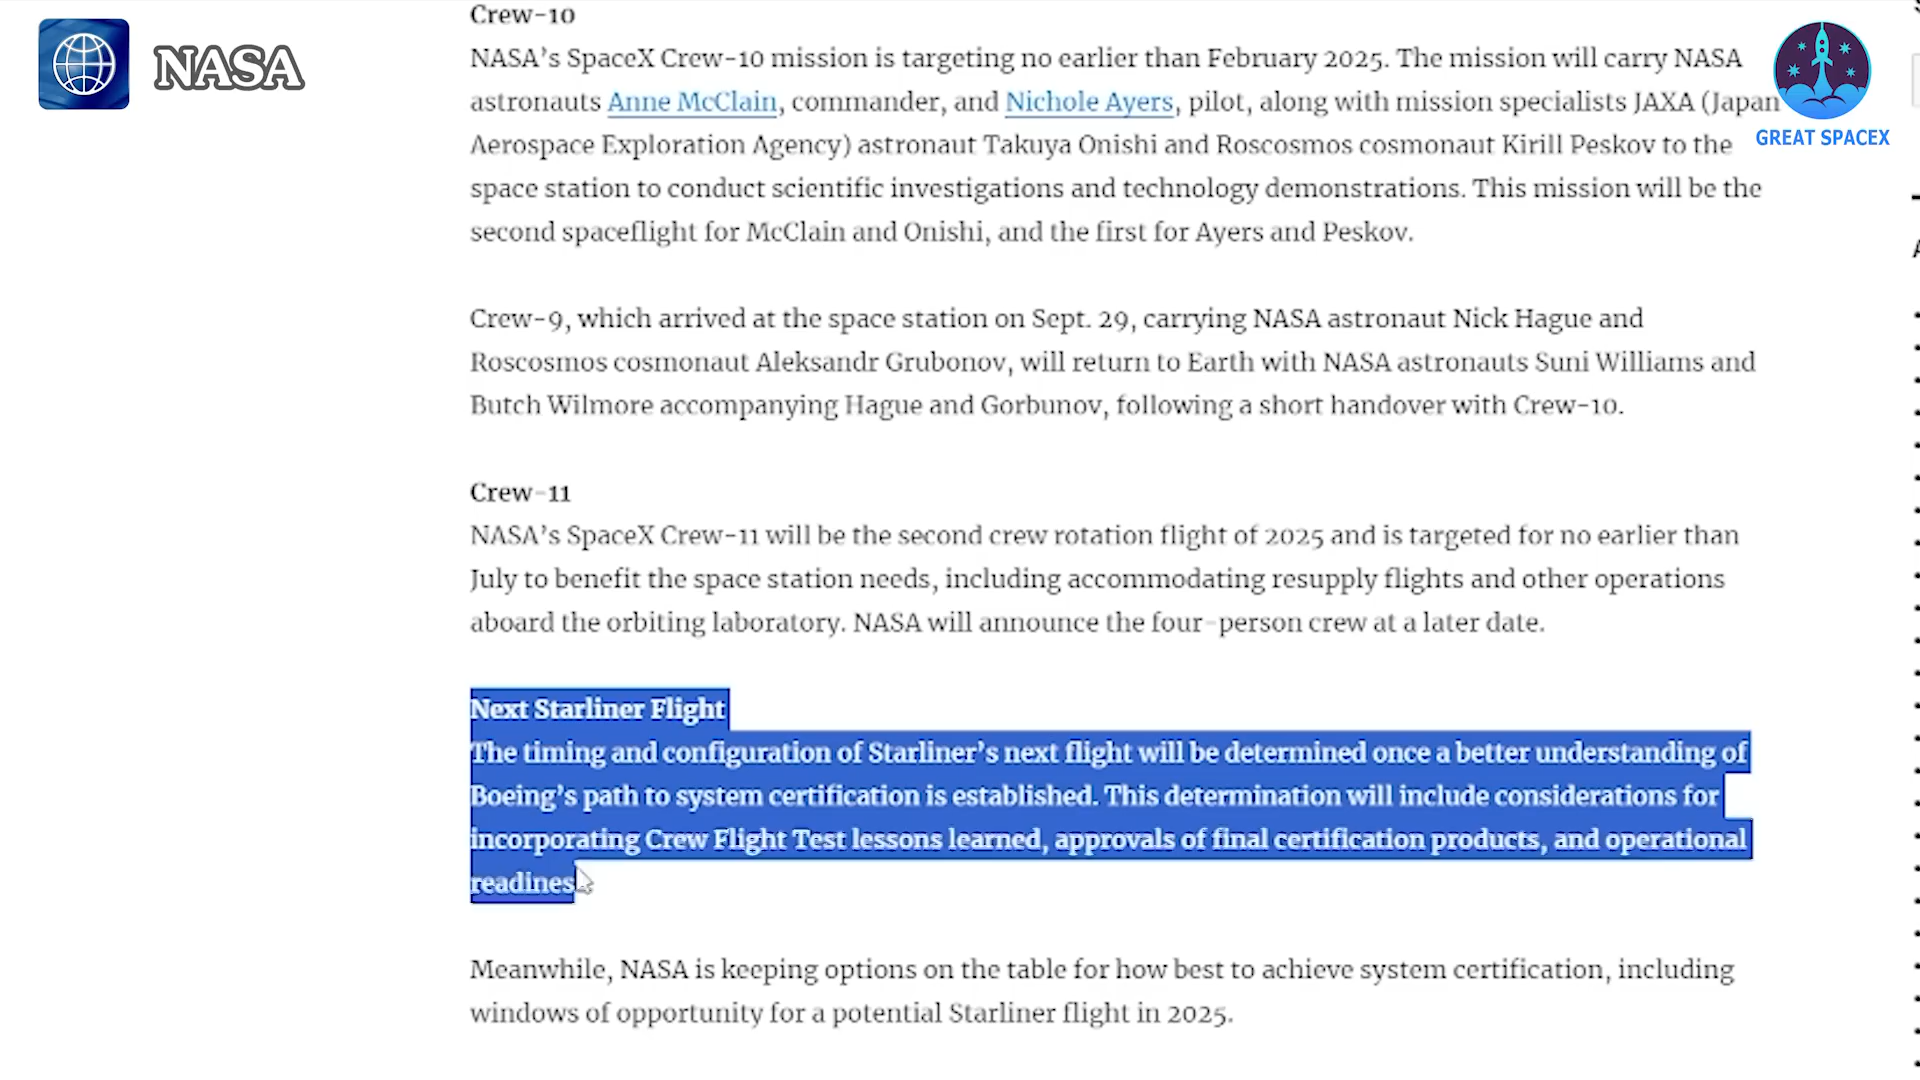 Crew-10
NASA
NASA’s SpaceX Crew-10 mission is targeting no earlier than February 2025. The mission will carry NASA
astronauts Anne McClain, commander, and Nichole Ayers, pilot, along with mission specialists JAXA (Japan
Aerospace Exploration Agency) astronaut Takuya Onishi and Roscosmos cosmonaut Kirill Peskov to the
GREAT SPACEX
space station to conduct scientific investigations and technology demonstrations. This mission will be the
second spaceflight for McClain and Onishi, and the first for Ayers and Peskov.
Crew-9, which arrived at the space station on Sept. 29, carrying NASA astronaut Nick Hague and
Roscosmos cosmonaut Aleksandr Grubonov, will return to Earth with NASA astronauts Suni Williams and
Butch Wilmore accompanying Hague and Gorbunov, following a short handover with Crew-10.
Crew-11
NASA’s SpaceX Crew-11 will be the second crew rotation flight of 2025 and is targeted for no earlier than
July to benefit the space station needs, including accommodating resupply flights and other operations
aboard the orbiting laboratory. NASA will announce the four-person crew at a later date.
Next Starliner Flight
The timing and configuration of Starliner’s next flight will be determined once a better understanding of
Boeing’s path to system certification is established. This determination will include considerations for
incorporating Crew Flight Test lessons learned, approvals of final certification products, and operational
readines
Meanwhile, NASA is keeping options on the table for how best to achieve system certification, including
windows of opportunity for a potential Starliner flight in 2025.